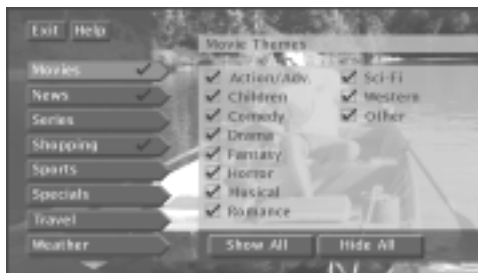 Exit Help
Movie Themes
Movies
News
Series
Shopping
Sports
Specials
Travel
Weather
Action/Adv.
Children
Comedy
Drama
Fantasy
Horror
Musical
Romance
Sci-Fi
Western
Other
Show All Hide All